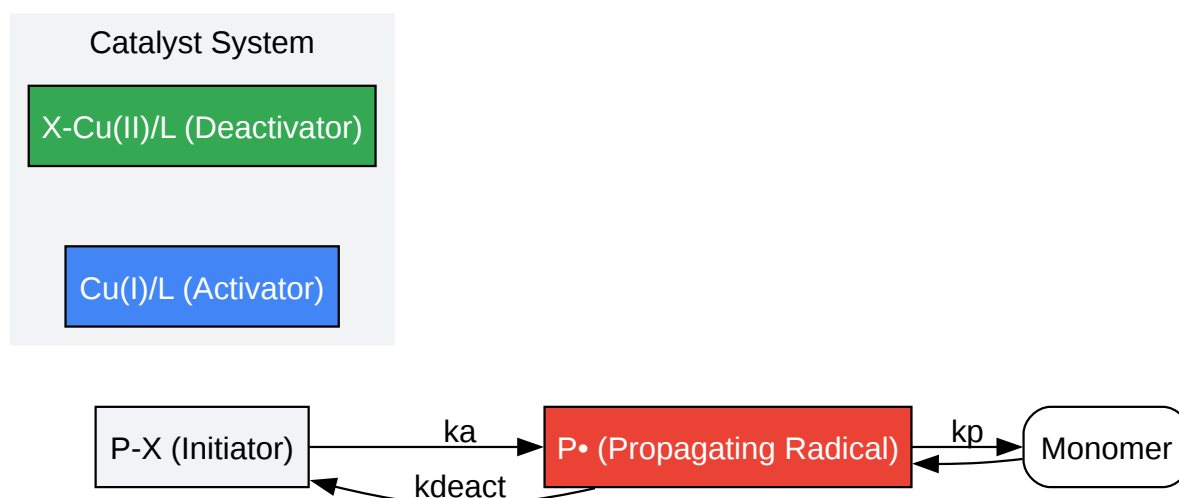 Catalyst System
X-Cu(II)/L (Deactivator)
Cu(I)/L (Activator)
P-X (Initiator)
ka
P• (Propagating Radical)
kp
Monomer
kdeact